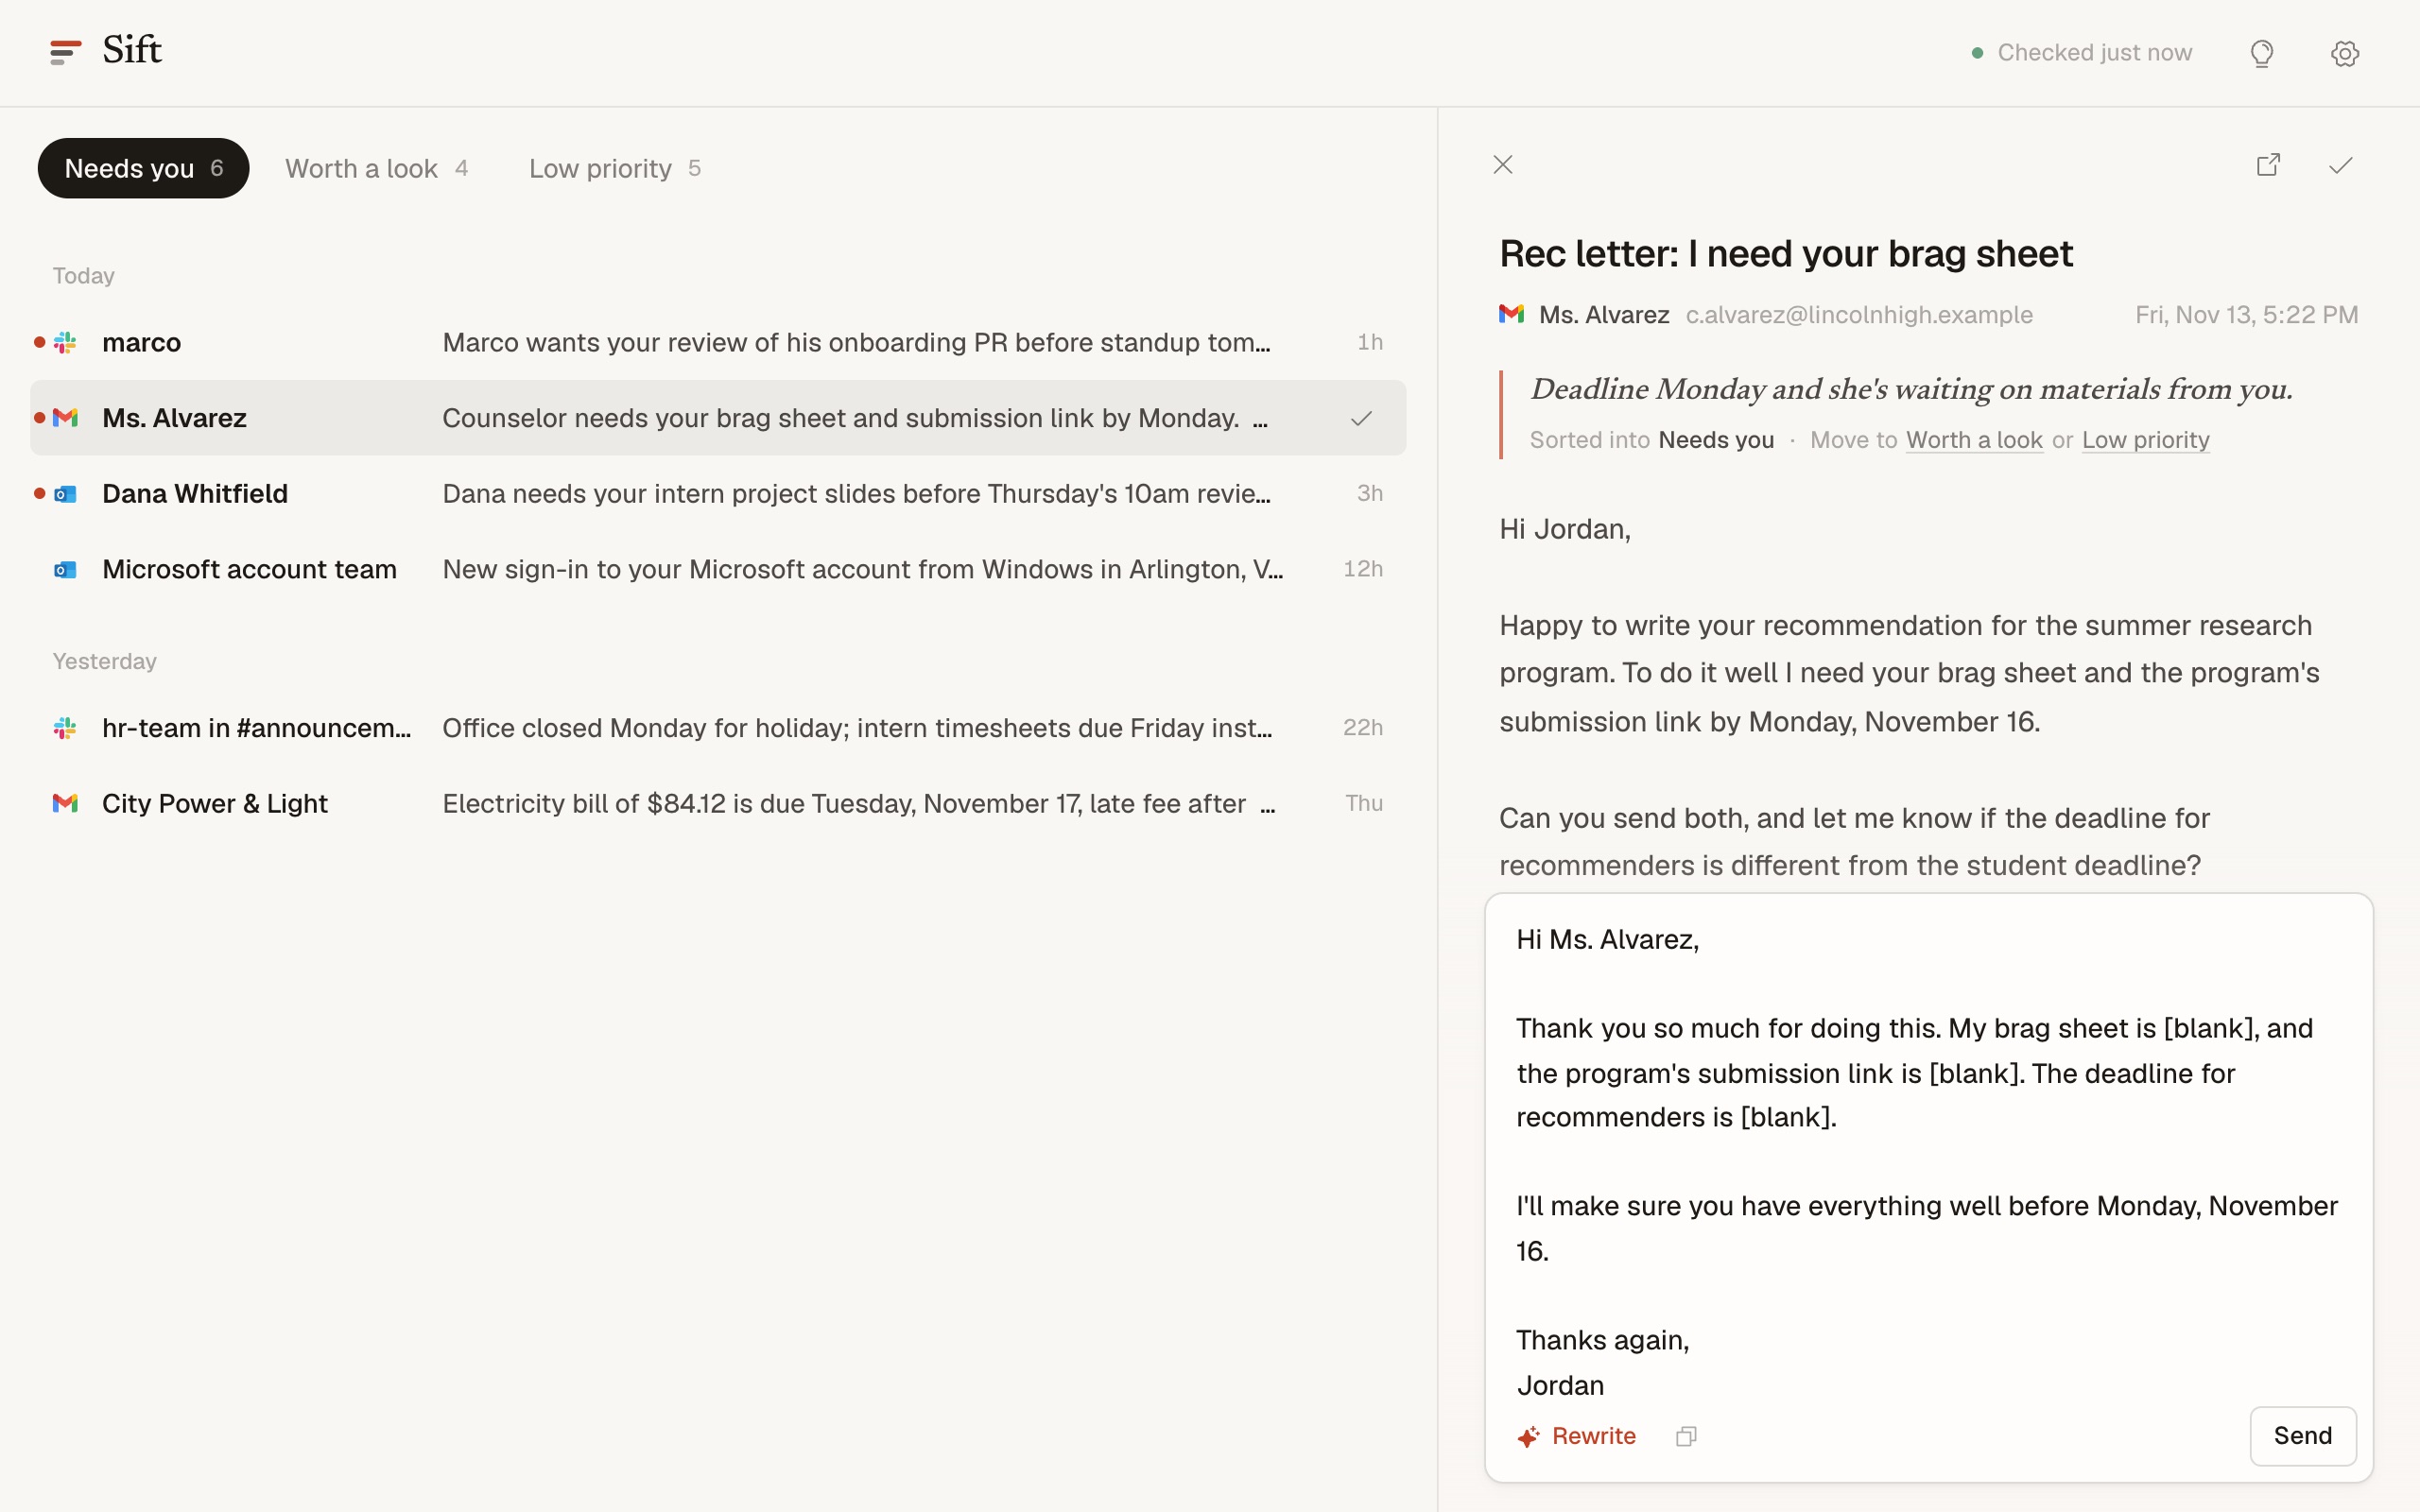 Sift
Checked just now
Needs you 6
Worth a look 4
Low priority 5
Today
marco Marco wants your review of his onboarding PR before standup tom... 1h
Ms. Alvarez Counselor needs your brag sheet and submission link by Monday. ...
Dana Whitfield Dana needs your intern project slides before Thursday's 10am revie... 3h
Microsoft account team New sign-in to your Microsoft account from Windows in Arlington, V... 12h
Yesterday
hr-team in #announcem... Office closed Monday for holiday; intern timesheets due Friday inst... 22h
City Power & Light Electricity bill of $84.12 is due Tuesday, November 17, late fee after ... Thu
Rec letter: I need your brag sheet
Ms. Alvarez c.alvarez@lincolnhigh.example Fri, Nov 13, 5:22 PM
Deadline Monday and she's waiting on materials from you.
Sorted into Needs you · Move to Worth a look or Low priority
Hi Jordan,
Happy to write your recommendation for the summer research
program. To do it well I need your brag sheet and the program's
submission link by Monday, November 16.
Can you send both, and let me know if the deadline for
recommenders is different from the student deadline?
Hi Ms. Alvarez,
Thank you so much for doing this. My brag sheet is [blank], and
the program's submission link is [blank]. The deadline for
recommenders is [blank].
I'll make sure you have everything well before Monday, November
16.
Thanks again,
Jordan
Rewrite
Send